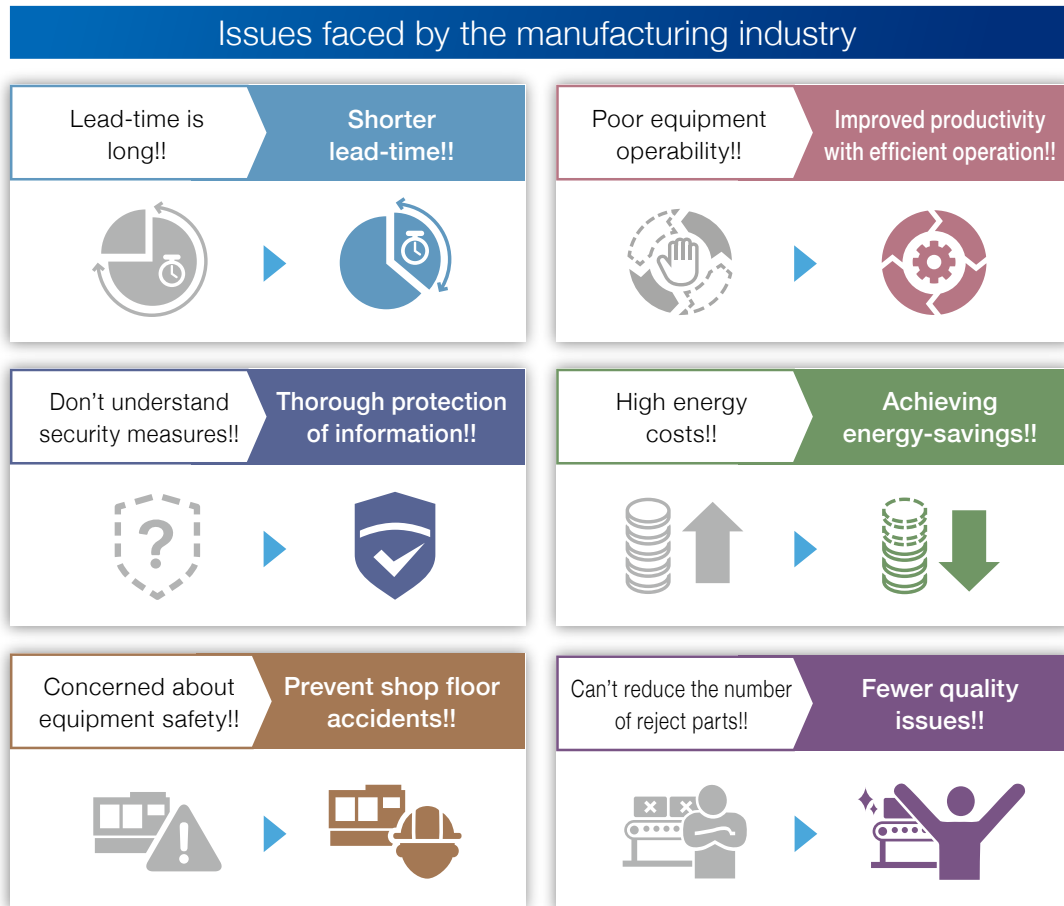 Issues faced by the manufacturing industry
Lead-time is
long!!
Shorter
lead-time!!
Poor equipment
operability!!
Improved productivity
with efficient operation!!
Don’t understand
security measures!!
Thorough protection
of information!!
?
High energy
costs!!
Achieving
energy-savings!!
Concerned about
equipment safety!!
Prevent shop floor
accidents!!
!
Can’t reduce the number
of reject parts!!
Fewer quality
issues!!